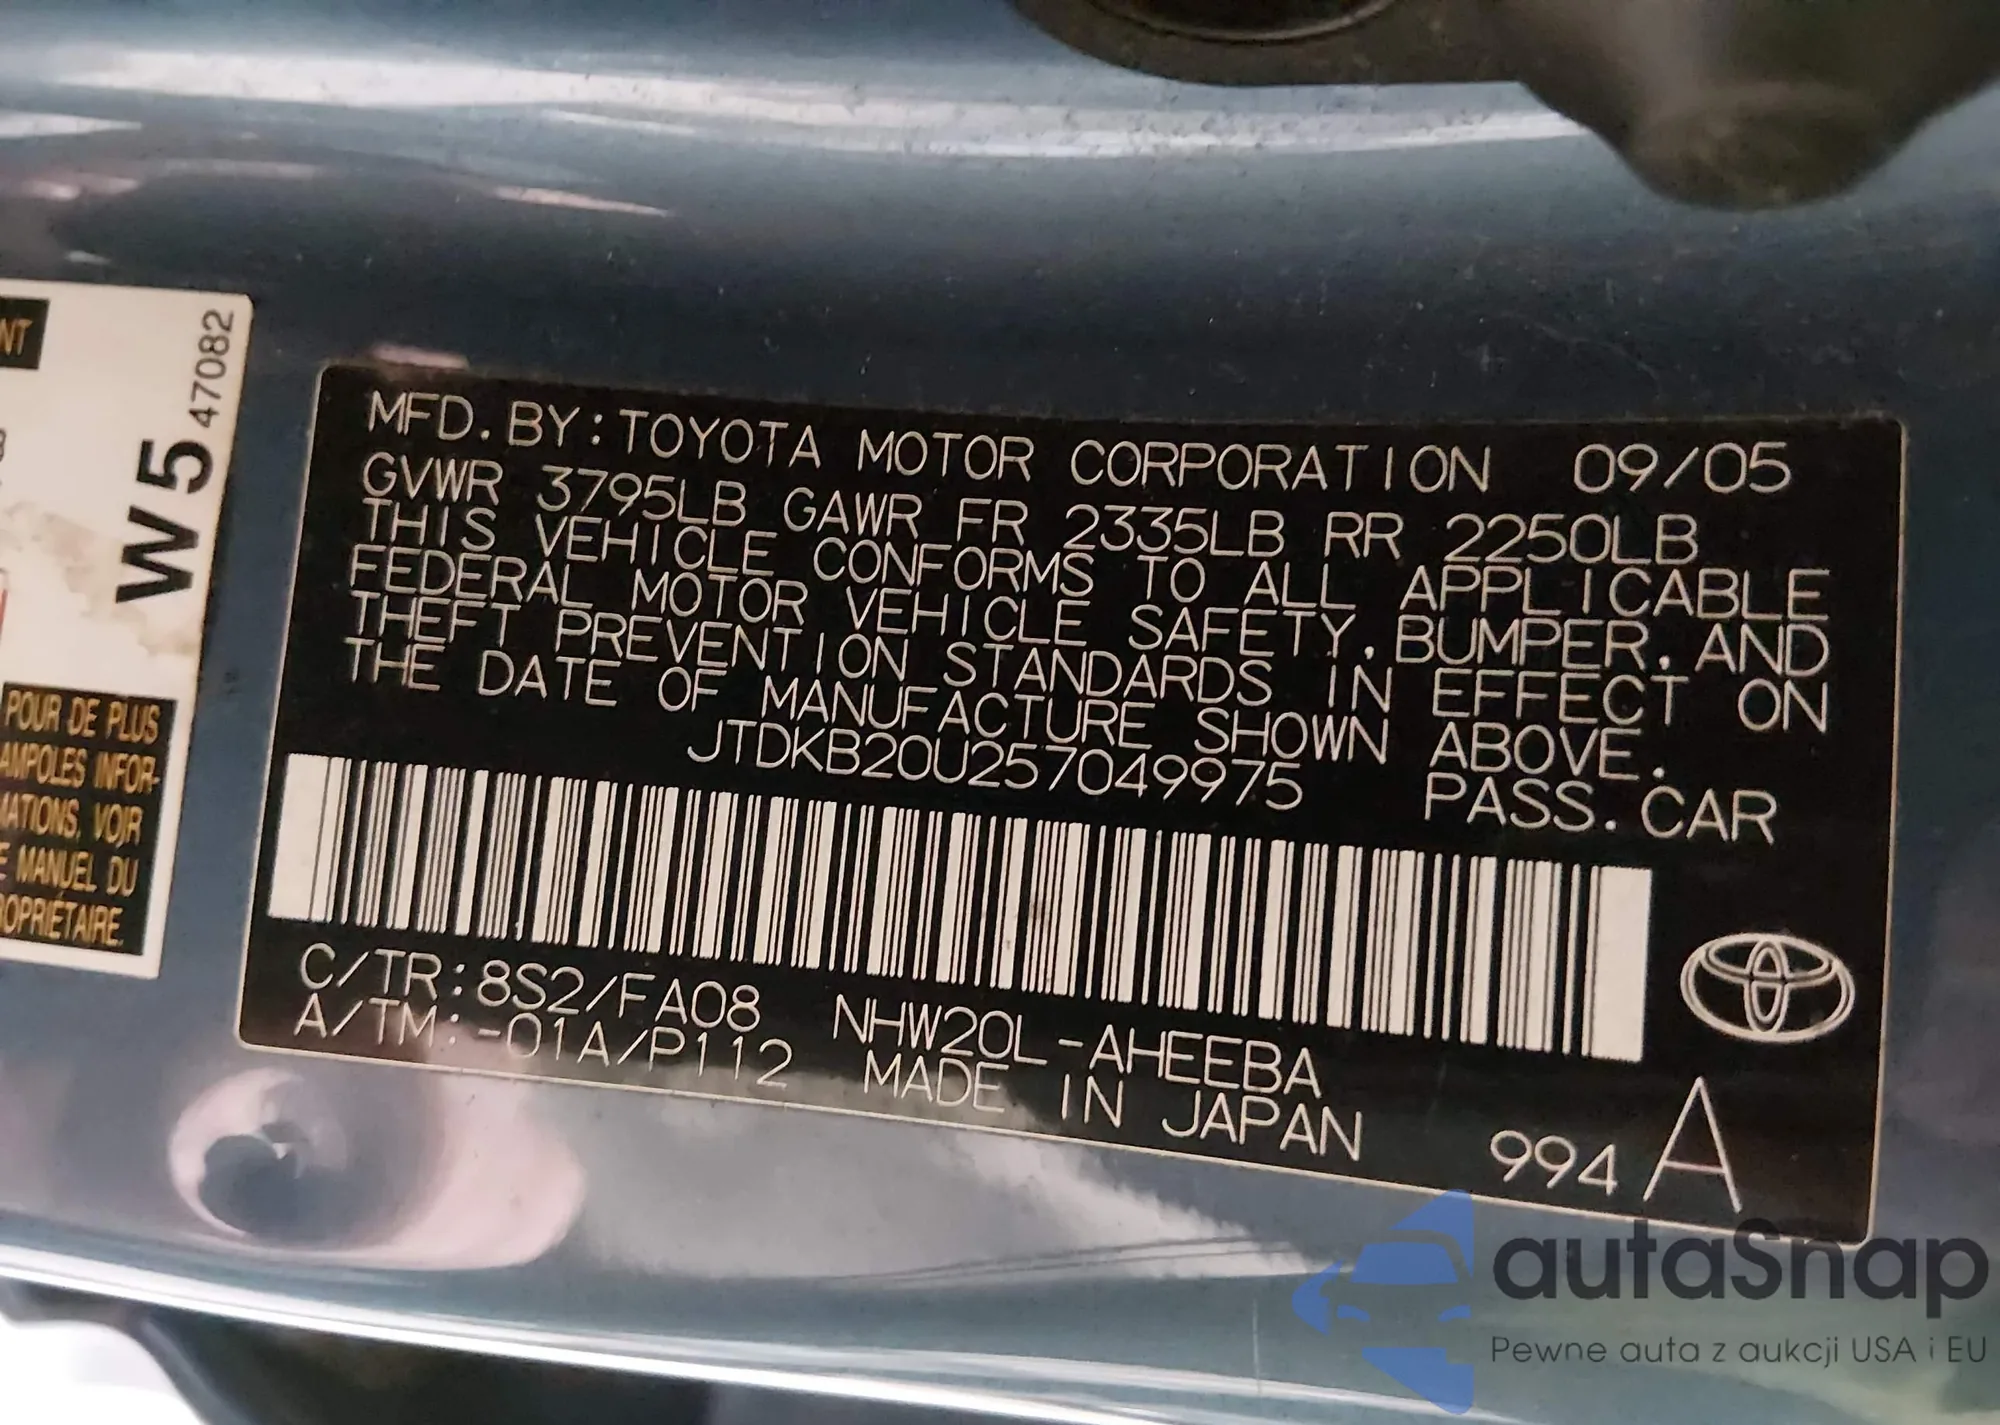 NT
W 5 47082
POUR DE PLUS
AMPOLES INFOR-
MATIONS, VOIR
E MANUEL DU
OPRIÉTAIRE.
MFD. BY: TOYOTA MOTOR CORPORATION 09/05
GVWR 3795LB GAWR FR 2335LB RR 2250LB
THIS VEHICLE CONFORMS TO ALL APPLICABLE
FEDERAL MOTOR VEHICLE SAFETY, BUMPER, AND
THEFT PREVENTION STANDARDS IN EFFECT ON
THE DATE OF MANUFACTURE SHOWN ABOVE.
JTDKB20U257049975 PASS. CAR
C/TR: 8S2/FA08 NHW20L-AHEEBA
A/TM: -01A/P112 MADE IN JAPAN
994 A
autaSnap
Pewne auta z aukcji USA i EU